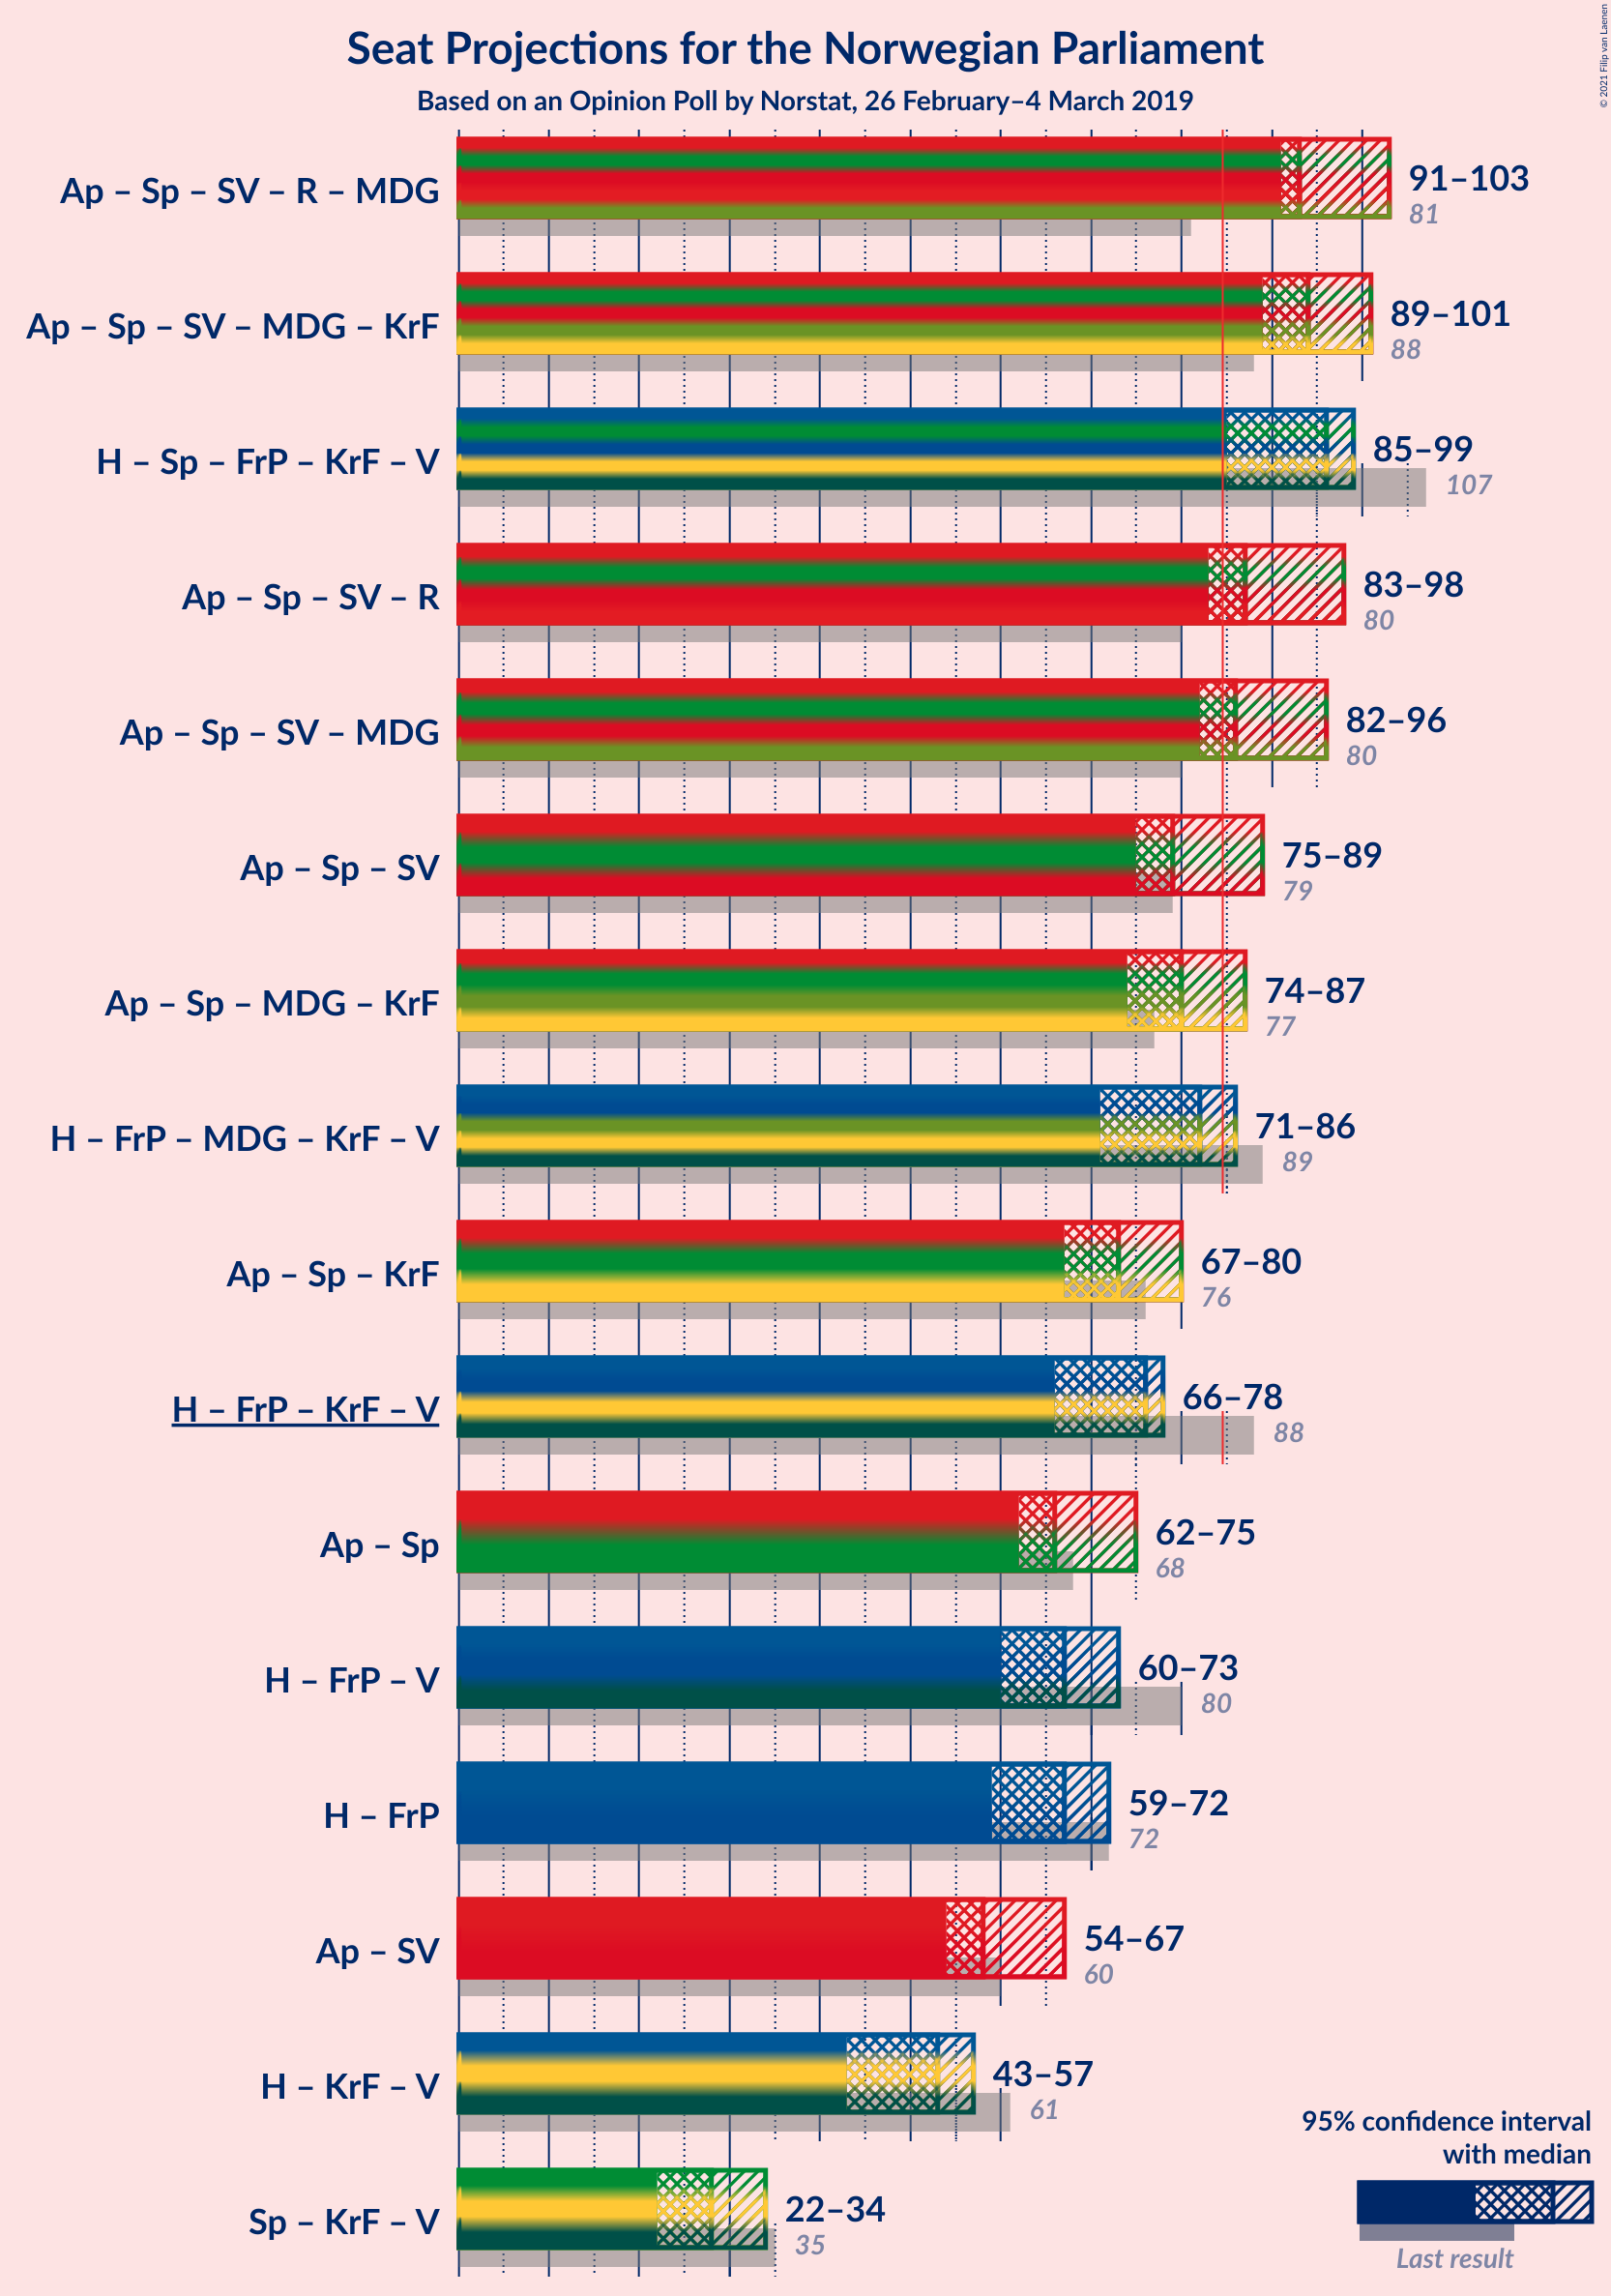 Seat Projections for the Norwegian Parliament
Based on an Opinion Poll by Norstat, 26 February–4 March 2019
© 2021 Filip van Laenen
Ap – Sp – SV – R – MDG
91–103
81
Ap – Sp – SV – MDG – KrF
89–101
88
H – Sp – FrP – KrF – V
85–99
107
Ap – Sp – SV – R
83–98
80
Ap – Sp – SV – MDG
82–96
80
Ap – Sp – SV
75–89
79
Ap – Sp – MDG – KrF
74–87
77
H – FrP – MDG – KrF – V
71–86
89
Ap – Sp – KrF
67–80
76
H – FrP – KrF – V
66–78
88
Ap – Sp
62–75
68
H – FrP – V
60–73
80
H – FrP
59–72
72
Ap – SV
54–67
60
H – KrF – V
43–57
61
Sp – KrF – V
22–34
35
95% confidence interval
with median
Last result